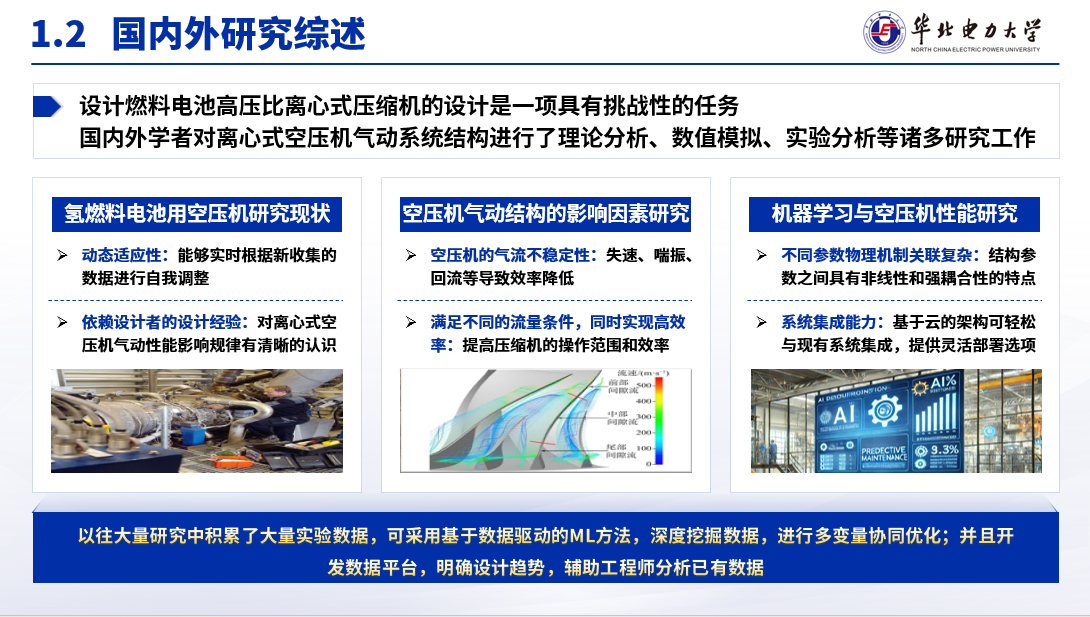 1.2 国内外研究综述
华北电力大学
NORTH CHINA ELECTRIC POWER UNIVERSITY
设计燃料电池高压比离心式压缩机的设计是一项具有挑战性的任务
国内外学者对离心式空压机气动系统结构进行了理论分析、数值模拟、实验分析等诸多研究工作
氢燃料电池用空压机研究现状
动态适应性：能够实时根据新收集的
数据进行自我调整
依赖设计者的设计经验：对离心式空
压机气动性能影响规律有清晰的认识
空压机气动结构的影响因素研究
空压机的气流不稳定性：失速、喘振、
回流等导致效率降低
满足不同的流量条件，同时实现高效
率：提高压缩机的操作范围和效率
流速/(m/s⁻¹)
前部
间隙流
500
400
中部
间隙流
300
200
尾部
间隙流
100
0
机器学习与空压机性能研究
不同参数物理机制关联复杂：结构参
数之间具有非线性和强耦合性的特点
系统集成能力：基于云的架构可轻松
与现有系统集成，提供灵活部署选项
AI
AI%
PREDECTIVE
MAINTENANCE
3.3%
以往大量研究中积累了大量实验数据，可采用基于数据驱动的ML方法，深度挖掘数据，进行多变量协同优化；并且开
发数据平台，明确设计趋势，辅助工程师分析已有数据